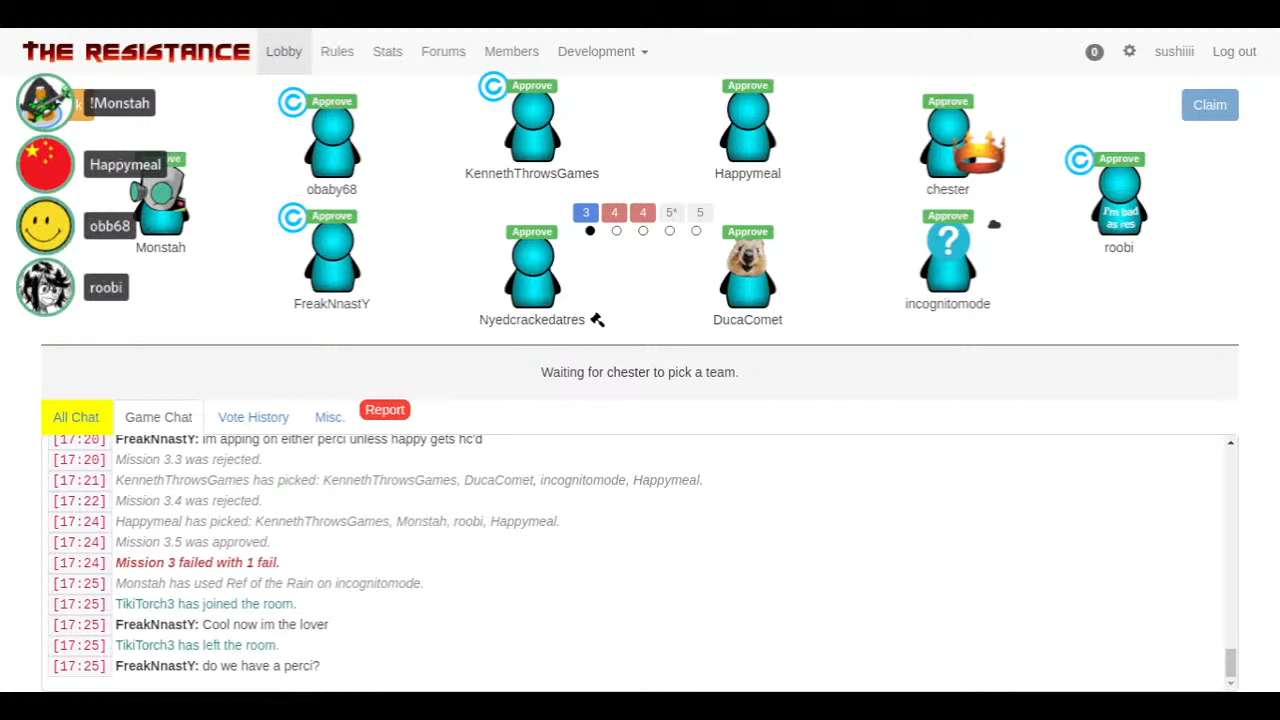 THE RESISTANCE Lobby Rules Stats Forums Members Development 0 sushiiii Log out
!Monstah
Happymeal
obb68
roobi
Claim
Approve Approve Approve Approve Approve
obaby68 KennethThrowsGames Happymeal chester
I'm bad
as res
Monstah roobi
3 4 4 5* 5
Approve Approve Approve Approve
?
FreakNnastY Nyedcrackedatres DucaComet incognitomode
Waiting for chester to pick a team.
All Chat Game Chat Vote History Misc. Report
[17:20] FreakNnastY: im apping on either perci unless happy gets hc'd
[17:20] Mission 3.3 was rejected.
[17:21] KennethThrowsGames has picked: KennethThrowsGames, DucaComet, incognitomode, Happymeal.
[17:22] Mission 3.4 was rejected.
[17:24] Happymeal has picked: KennethThrowsGames, Monstah, roobi, Happymeal.
[17:24] Mission 3.5 was approved.
[17:24] Mission 3 failed with 1 fail.
[17:25] Monstah has used Ref of the Rain on incognitomode.
[17:25] TikiTorch3 has joined the room.
[17:25] FreakNnastY: Cool now im the lover
[17:25] TikiTorch3 has left the room.
[17:25] FreakNnastY: do we have a perci?